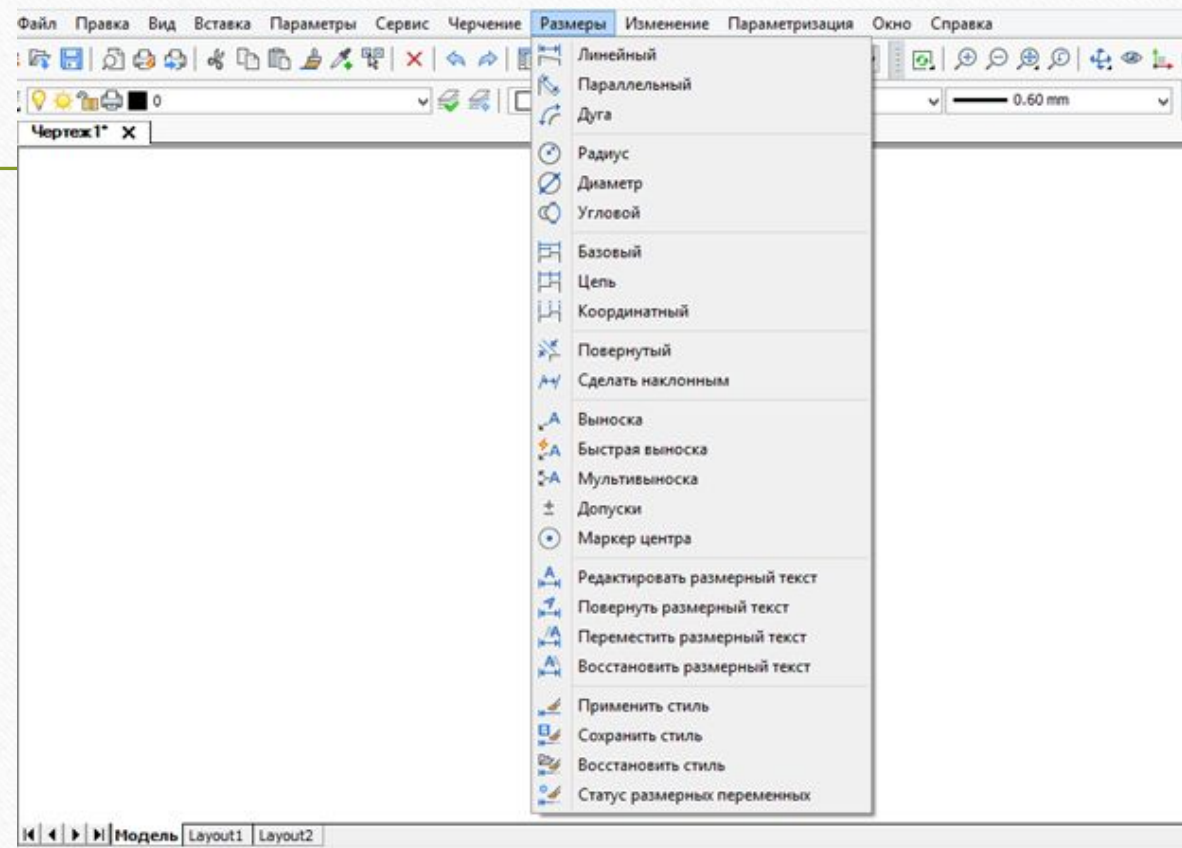 Файл Правка Вид Вставка Параметры Сервис Черчение Размеры Изменение Параметризация Окно Справка
0
0.60 mm
Чертеж1* X
Линейный
Параллельный
Дуга
Радиус
Диаметр
Угловой
Базовый
Цепь
Координатный
Повернутый
Сделать наклонным
Выноска
Быстрая выноска
Мультивыноска
Допуски
Маркер центра
Редактировать размерный текст
Повернуть размерный текст
Переместить размерный текст
Восстановить размерный текст
Применить стиль
Сохранить стиль
Восстановить стиль
Статус размерных переменных
Модель Layout1 Layout2